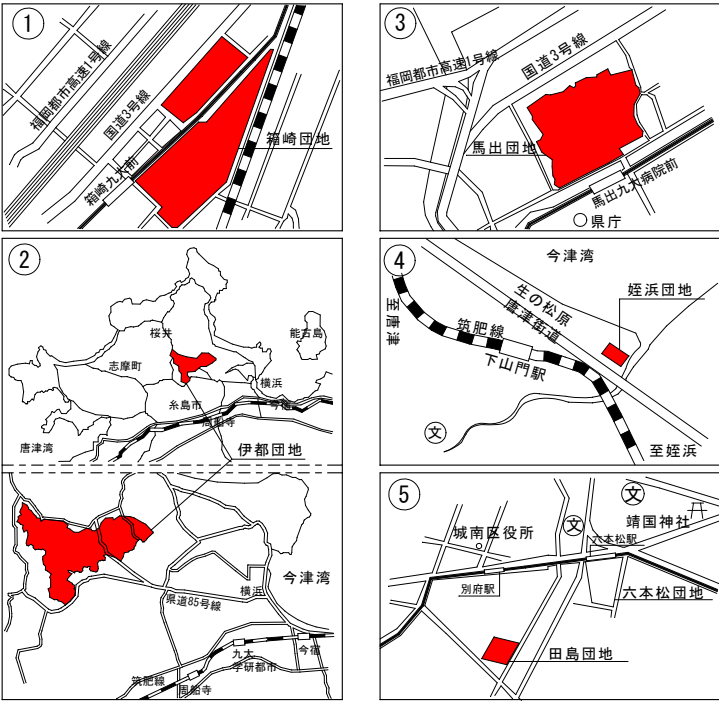 ①
福岡都市高速1号線
国道3号線
箱崎九大前
箱崎団地
②
桜井
能古島
志摩町
横浜
糸島市
今宿
周船寺
唐津湾
伊都団地
今津湾
横浜
県道85号線
今宿
九大
学研都市
筑肥線
周船寺
③
福岡都市高速1号線
国道3号線
馬出団地
馬出九大病院前
県庁
④
今津湾
生の松原
唐津街道
姪浜団地
至唐津
筑肥線
下山門駅
文
至姪浜
⑤
文
文
靖国神社
城南区役所
六本松駅
別府駅
六本松団地
田島団地